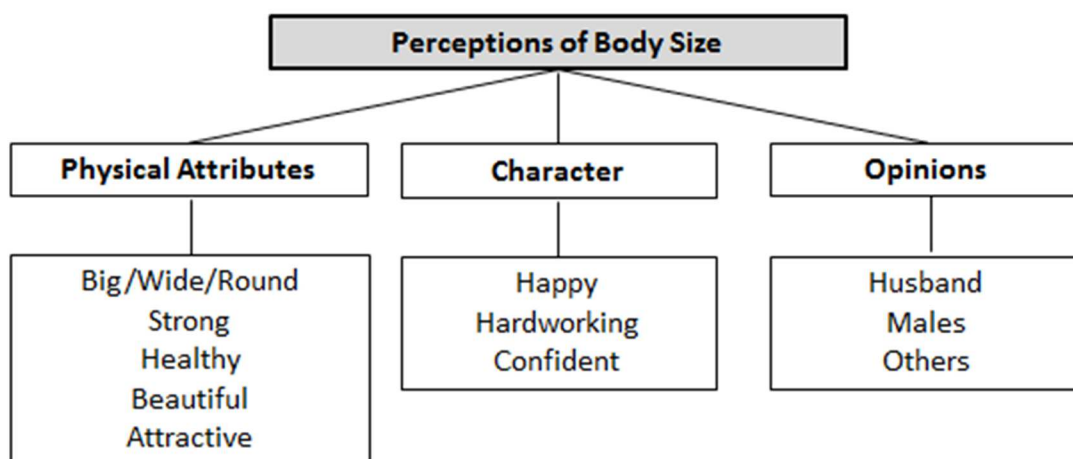 Perceptions of Body Size
Physical Attributes
Big/Wide/Round
Strong
Healthy
Beautiful
Attractive
Character
Happy
Hardworking
Confident
Opinions
Husband
Males
Others